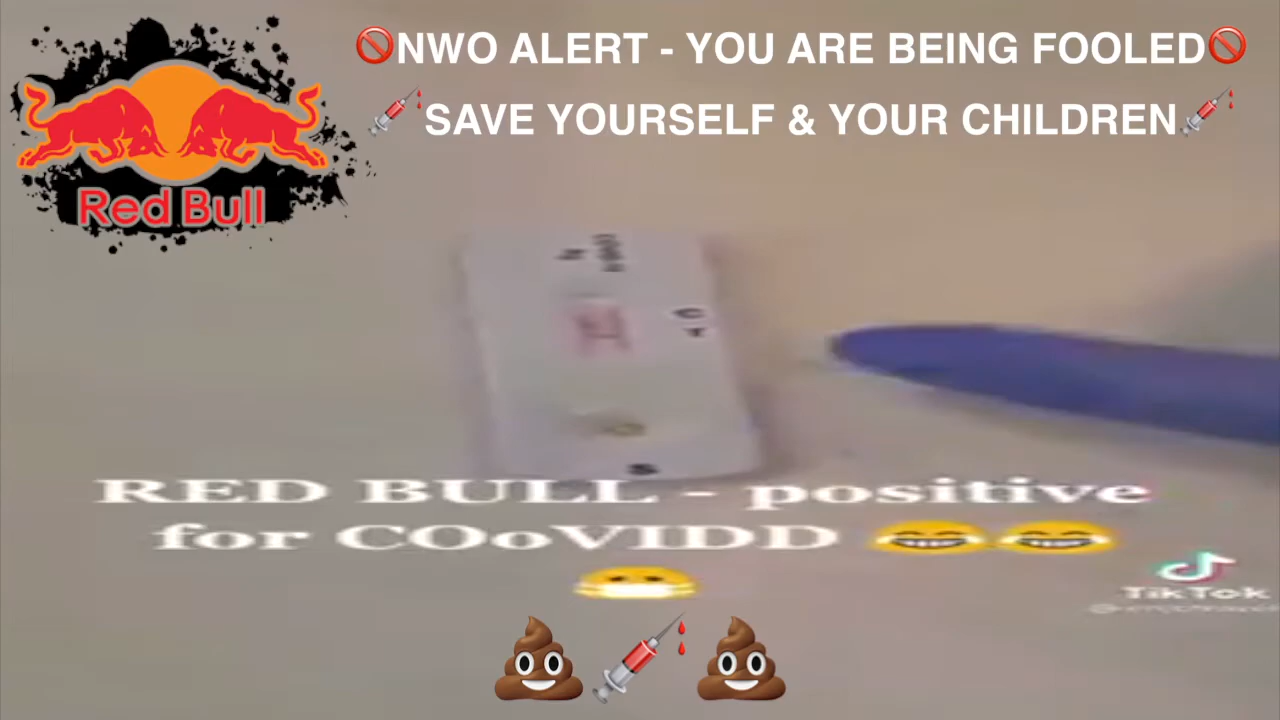 🚫NWO ALERT - YOU ARE BEING FOOLED🚫
💉SAVE YOURSELF & YOUR CHILDREN💉
Red Bull
C
T
S
RED BULL - positive
for COoVIDD 😂😂
😷
TikTok
💩💉💩